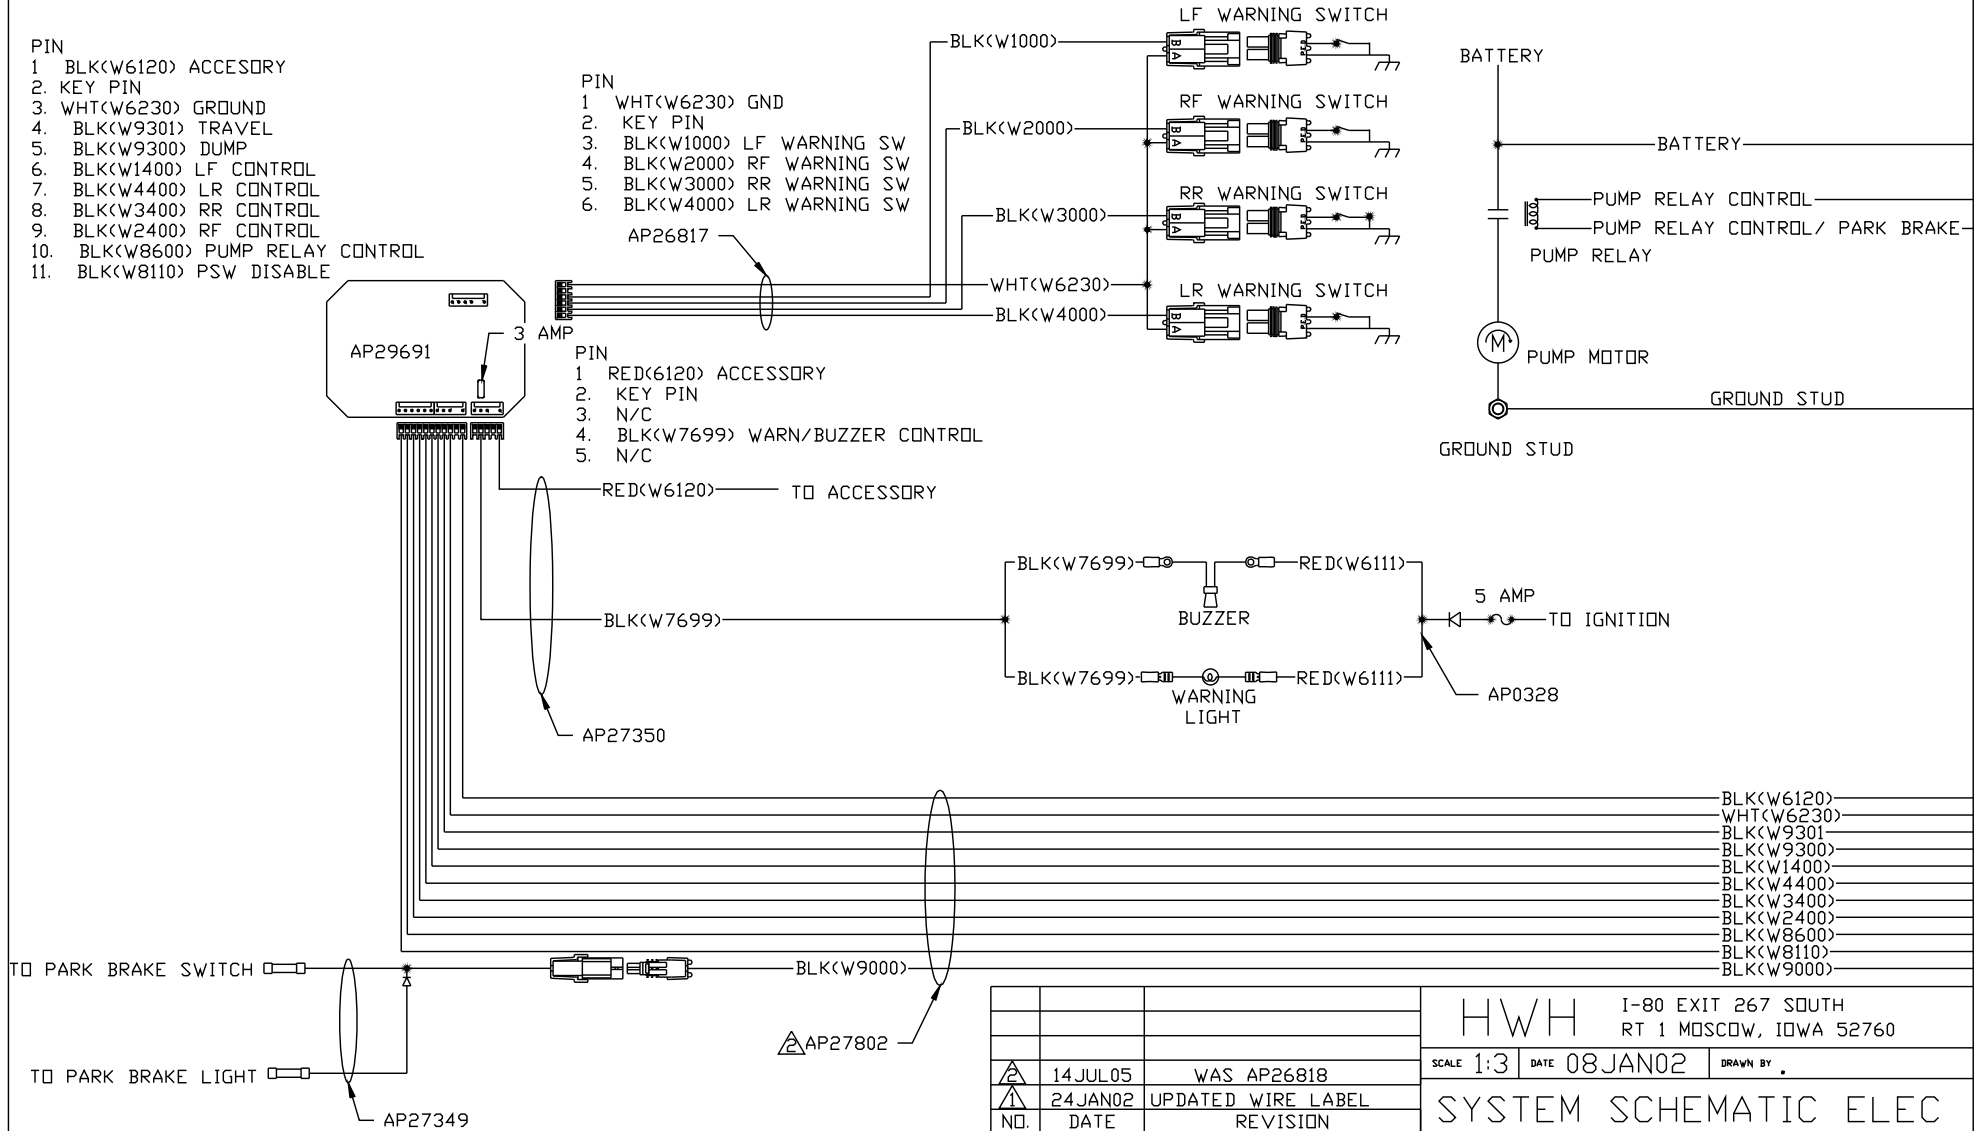 PIN
1 BLK(W6120) ACCESORY
2. KEY PIN
3. WHT(W6230) GROUND
4. BLK(W9301) TRAVEL
5. BLK(W9300) DUMP
6. BLK(W1400) LF CONTROL
7. BLK(W4400) LR CONTROL
8. BLK(W3400) RR CONTROL
9. BLK(W2400) RF CONTROL
10. BLK(W8600) PUMP RELAY CONTROL
11. BLK(W8110) PSW DISABLE
PIN
1 WHT(W6230) GND
2. KEY PIN
3. BLK(W1000) LF WARNING SW
4. BLK(W2000) RF WARNING SW
5. BLK(W3000) RR WARNING SW
6. BLK(W4000) LR WARNING SW
AP26817
LF WARNING SWITCH
BLK(W1000)
B
A
RF WARNING SWITCH
BLK(W2000)
B
A
RR WARNING SWITCH
BLK(W3000)
B
A
WHT(W6230)
LR WARNING SWITCH
BLK(W4000)
B
A
BATTERY
BATTERY
PUMP RELAY CONTROL
PUMP RELAY CONTROL/ PARK BRAKE
PUMP RELAY
M
PUMP MOTOR
GROUND STUD
GROUND STUD
3 AMP
AP29691
PIN
1 RED(6120) ACCESSORY
2. KEY PIN
3. N/C
4. BLK(W7699) WARN/BUZZER CONTROL
5. N/C
RED(W6120)
TO ACCESSORY
BLK(W7699)
BLK(W7699)
RED(W6111)
BUZZER
5 AMP
TO IGNITION
BLK(W7699)
RED(W6111)
WARNING
LIGHT
AP0328
AP27350
BLK(W6120)
WHT(W6230)
BLK(W9301
BLK(W9300)
BLK(W1400)
BLK(W4400)
BLK(W3400)
BLK(W2400)
BLK(W8600)
BLK(W8110)
BLK(W9000)
TO PARK BRAKE SWITCH
BLK(W9000)
2 AP27802
TO PARK BRAKE LIGHT
AP27349
2 14JUL05 WAS AP26818
1 24JAN02 UPDATED WIRE LABEL
NO. DATE REVISION
HWH
I-80 EXIT 267 SOUTH
RT 1 MOSCOW, IOWA 52760
SCALE 1:3 DATE 08JAN02 DRAWN BY .
SYSTEM SCHEMATIC ELEC